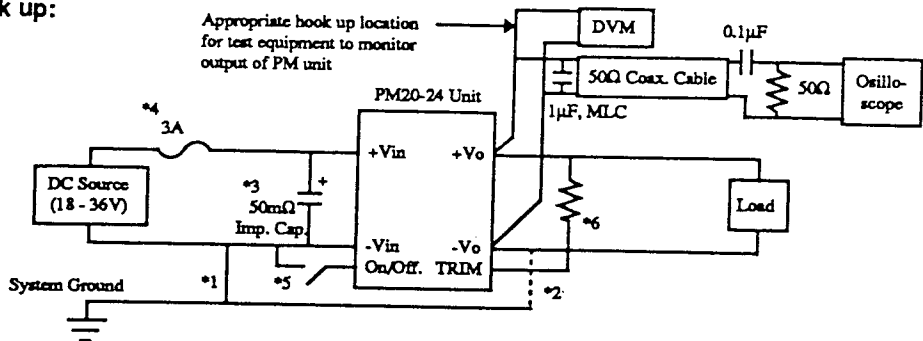 k up:
Appropriate hook up location
for test equipment to monitor
output of PM unit
DVM
0.1μF
50Ω Coax. Cable
50Ω
Osillo-
scope
1μF, MLC
PM20-24 Unit
*4
3A
+Vin
+Vo
DC Source
(18 - 36V)
*3
+
50mΩ
Imp. Cap.
*6
Load
-Vin
-Vo
On/Off.
TRIM
System Ground
*1
*5
*2